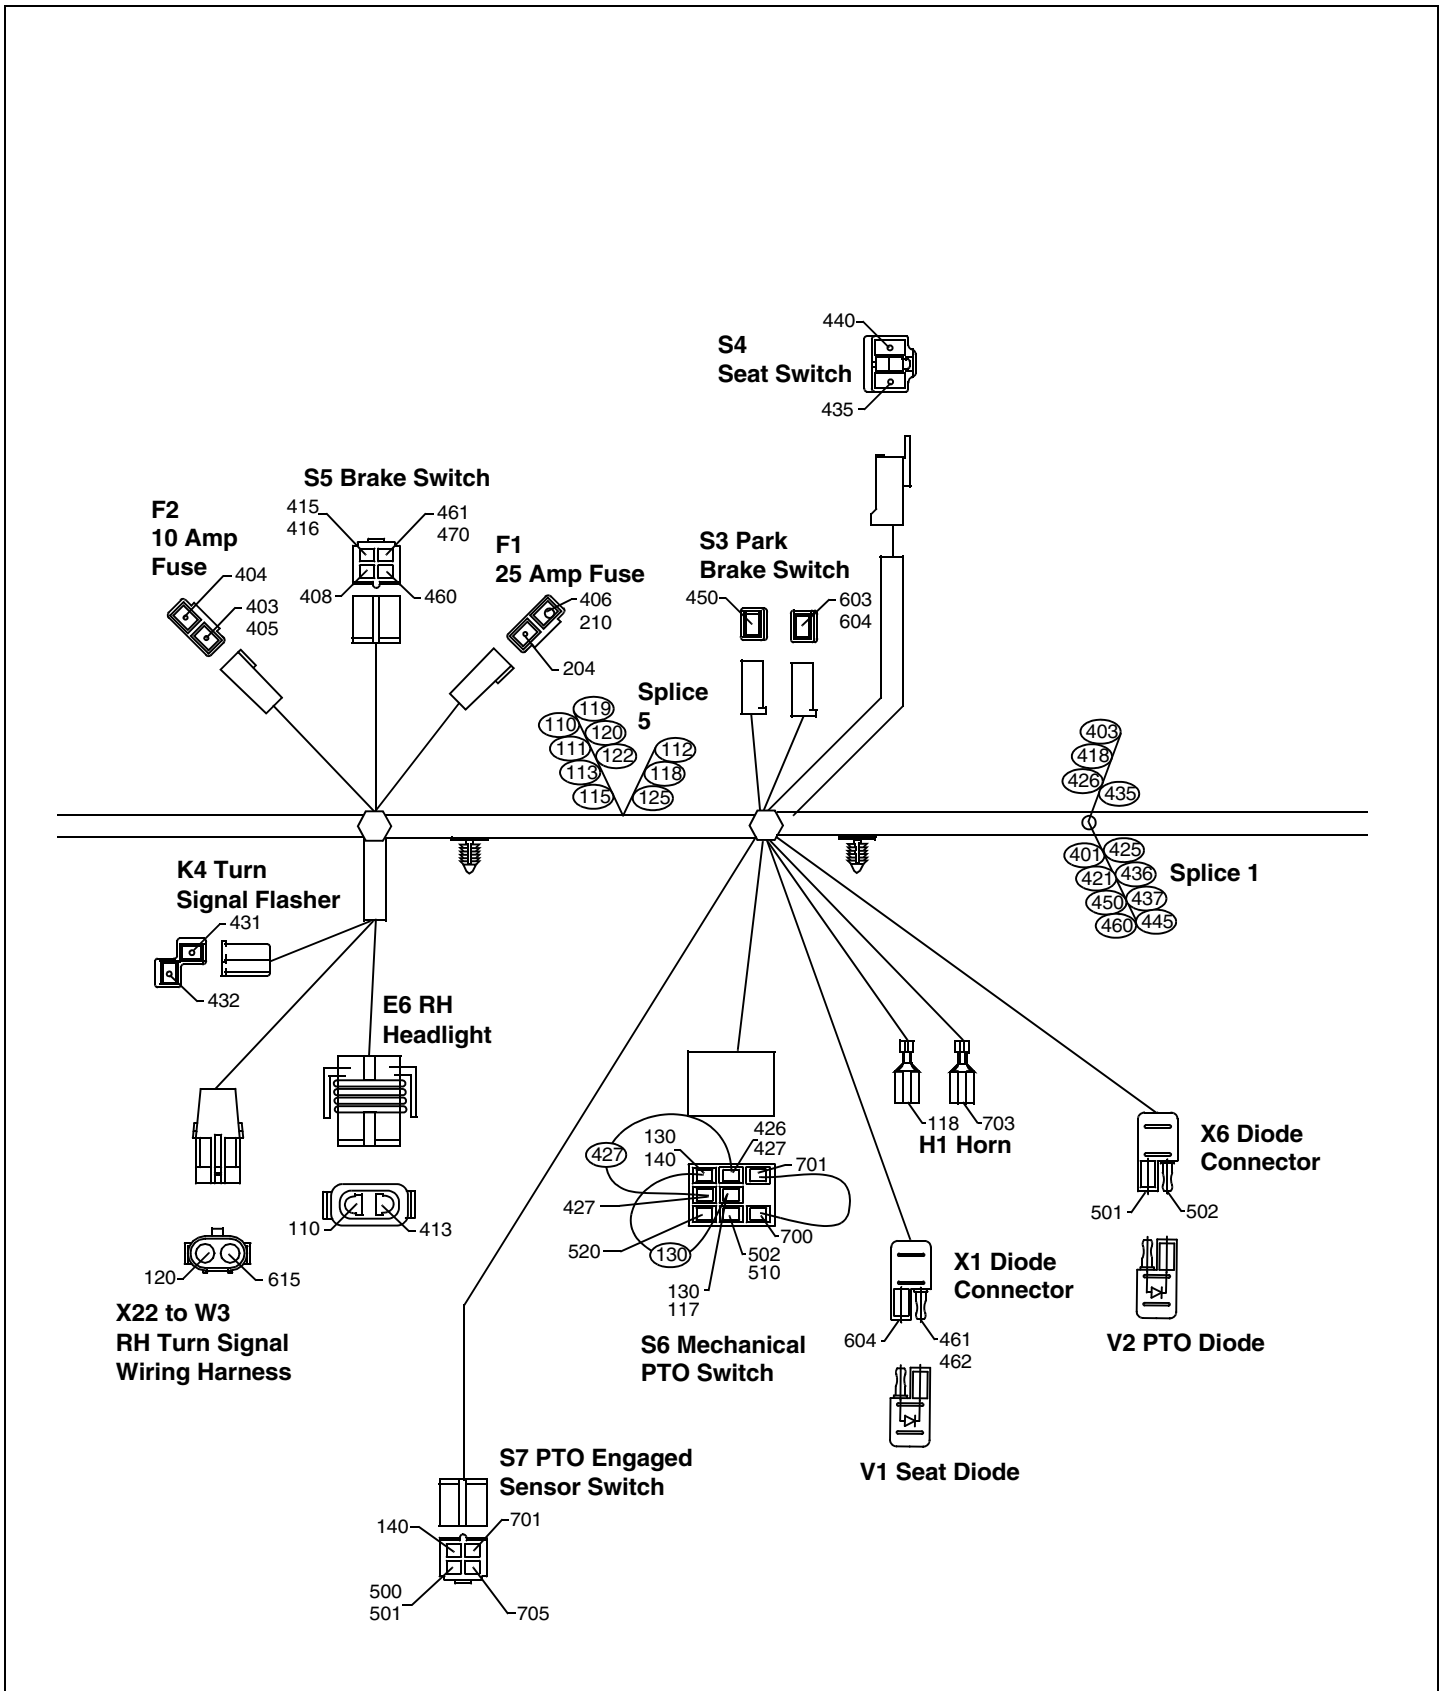 440
S4
Seat Switch
435
S5 Brake Switch
415
416
461
470
408
460
F2
10 Amp
Fuse
404
403
405
F1
25 Amp Fuse
406
210
204
S3 Park
Brake Switch
450
603
604
Splice
5
119
110
120
111
122
113
115
112
118
125
403
418
426
435
401
425
421
436
450
437
460
445
Splice 1
K4 Turn
Signal Flasher
431
432
E6 RH
Headlight
110
413
120
615
X22 to W3
RH Turn Signal
Wiring Harness
427
130
140
426
427
701
427
520
130
700
502
510
130
117
S6 Mechanical
PTO Switch
118
703
H1 Horn
X6 Diode
Connector
501
502
V2 PTO Diode
X1 Diode
Connector
604
461
462
V1 Seat Diode
S7 PTO Engaged
Sensor Switch
140
701
500
501
705